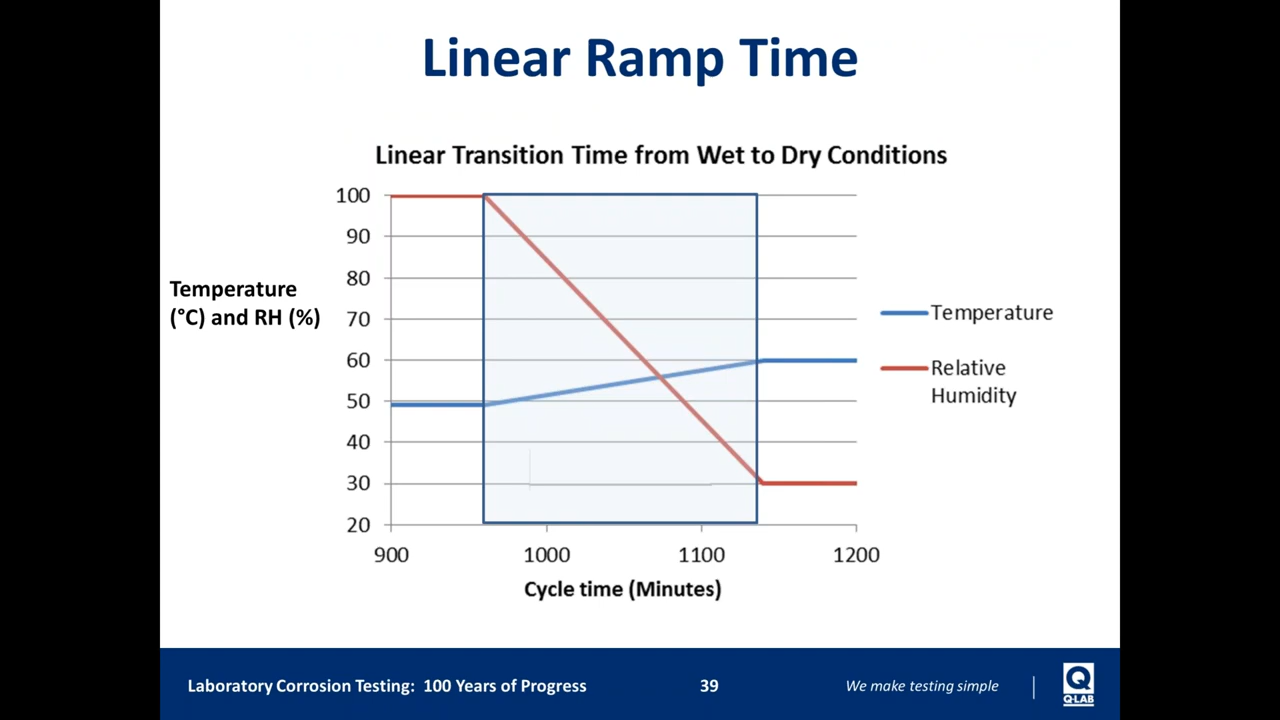 Linear Ramp Time
Linear Transition Time from Wet to Dry Conditions
100
90
80
70
60
50
40
30
20
Temperature
(°C) and RH (%)
900
1000
1100
1200
Cycle time (Minutes)
Temperature
Relative
Humidity
Laboratory Corrosion Testing: 100 Years of Progress
39
We make testing simple
Q
Q-LAB